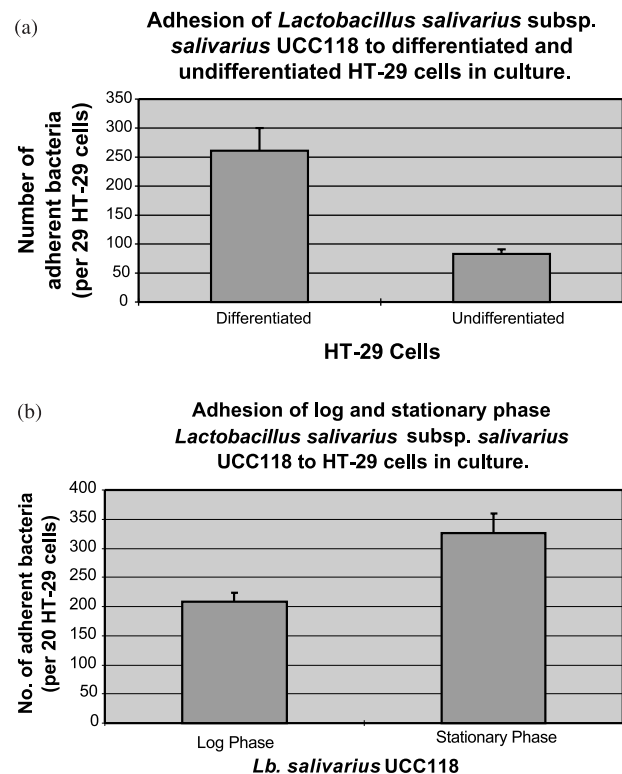 (a)
Adhesion of Lactobacillus salivarius subsp.
salivarius UCC118 to differentiated and
undifferentiated HT-29 cells in culture.
350
300
250
200
150
100
50
0
Number of
adherent bacteria
(per 29 HT-29 cells)
Differentiated
Undifferentiated
HT-29 Cells
(b)
Adhesion of log and stationary phase
Lactobacillus salivarius subsp. salivarius
UCC118 to HT-29 cells in culture.
400
350
300
250
200
150
100
50
0
No. of adherent bacteria
(per 20 HT-29 cells)
Log Phase
Stationary Phase
Lb. salivarius UCC118